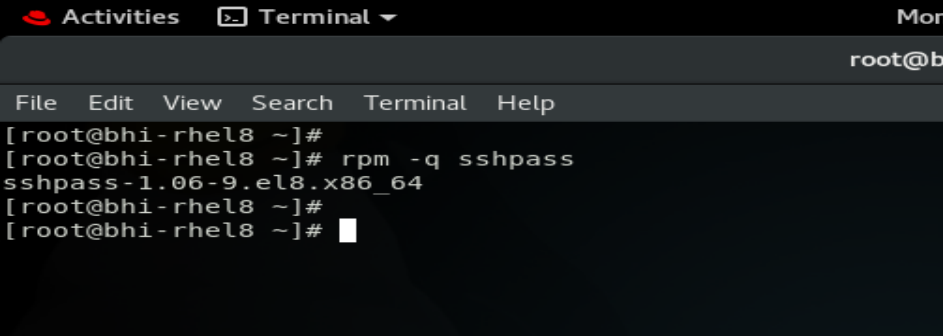 Activities Terminal Mon
root@b
File Edit View Search Terminal Help
[root@bhi-rhel8 ~]#
[root@bhi-rhel8 ~]# rpm -q sshpass
sshpass-1.06-9.el8.x86_64
[root@bhi-rhel8 ~]#
[root@bhi-rhel8 ~]#